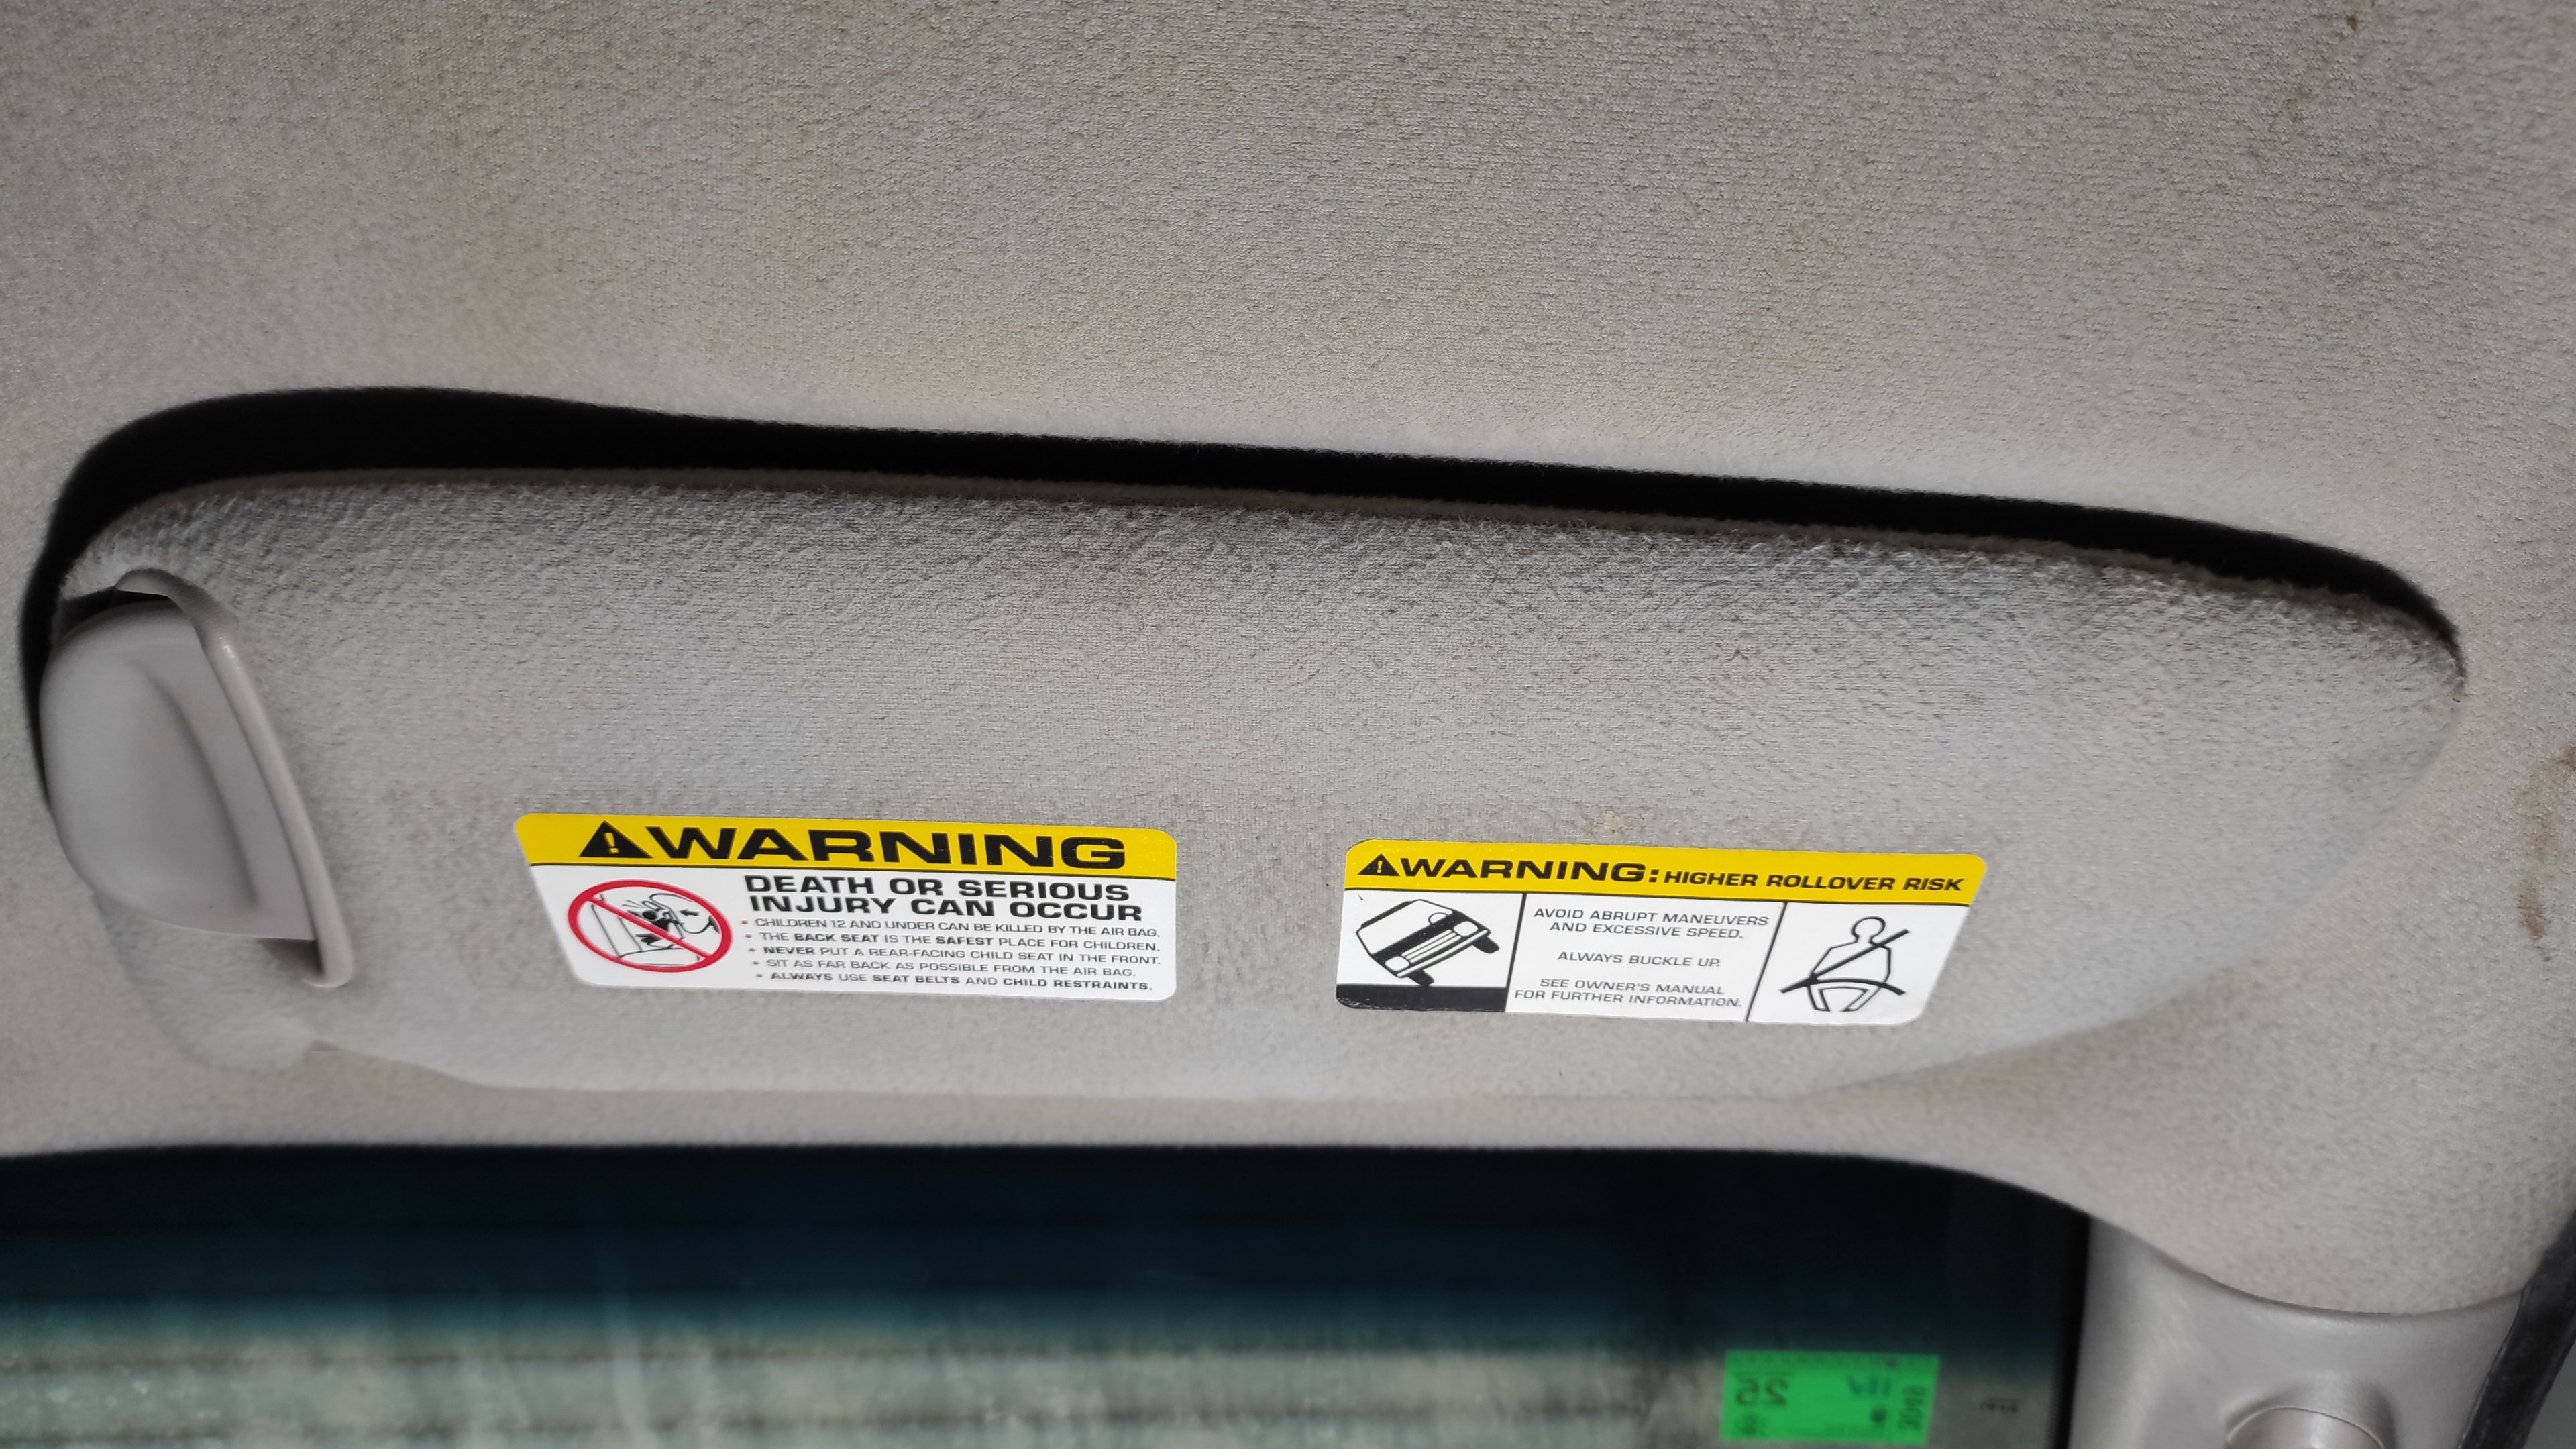 WARNING
DEATH OR SERIOUS
INJURY CAN OCCUR
• CHILDREN 12 AND UNDER CAN BE KILLED BY THE AIR BAG.
• THE BACK SEAT IS THE SAFEST PLACE FOR CHILDREN.
• NEVER PUT A REAR-FACING CHILD SEAT IN THE FRONT.
• SIT AS FAR BACK AS POSSIBLE FROM THE AIR BAG.
• ALWAYS USE SEAT BELTS AND CHILD RESTRAINTS.
WARNING: HIGHER ROLLOVER RISK
AVOID ABRUPT MANEUVERS
AND EXCESSIVE SPEED.
ALWAYS BUCKLE UP.
SEE OWNER'S MANUAL
FOR FURTHER INFORMATION.
25